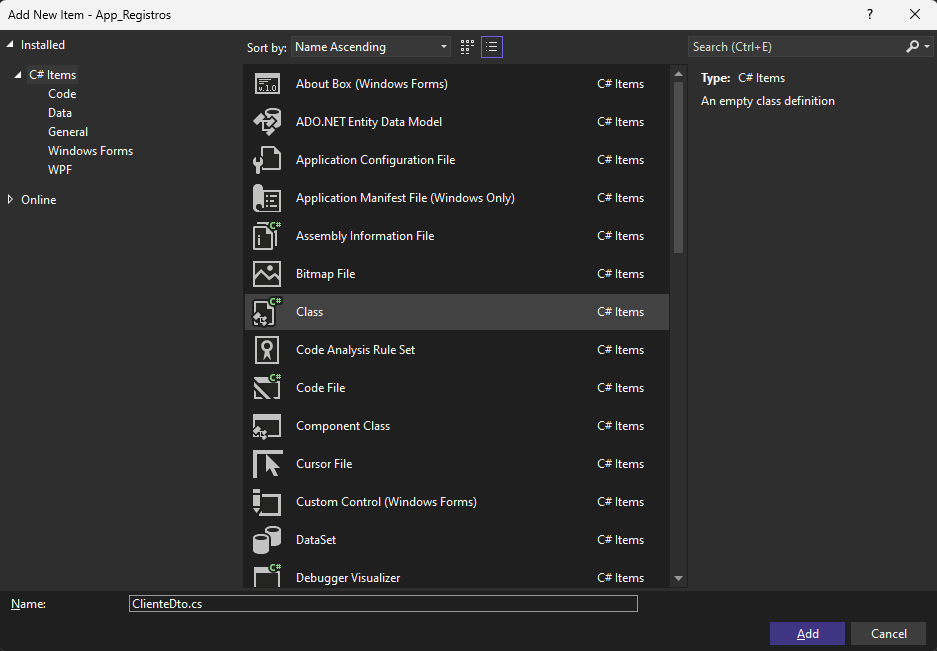 Add New Item - App_Registros
?
Installed
C# Items
Code
Data
General
Windows Forms
WPF
Online
Sort by: Name Ascending
About Box (Windows Forms) C# Items
ADO.NET Entity Data Model C# Items
Application Configuration File C# Items
Application Manifest File (Windows Only) C# Items
Assembly Information File C# Items
Bitmap File C# Items
Class C# Items
Code Analysis Rule Set C# Items
Code File C# Items
Component Class C# Items
Cursor File C# Items
Custom Control (Windows Forms) C# Items
DataSet C# Items
Debugger Visualizer C# Items
Search (Ctrl+E)
Type: C# Items
An empty class definition
Name: ClienteDto.cs
Add Cancel